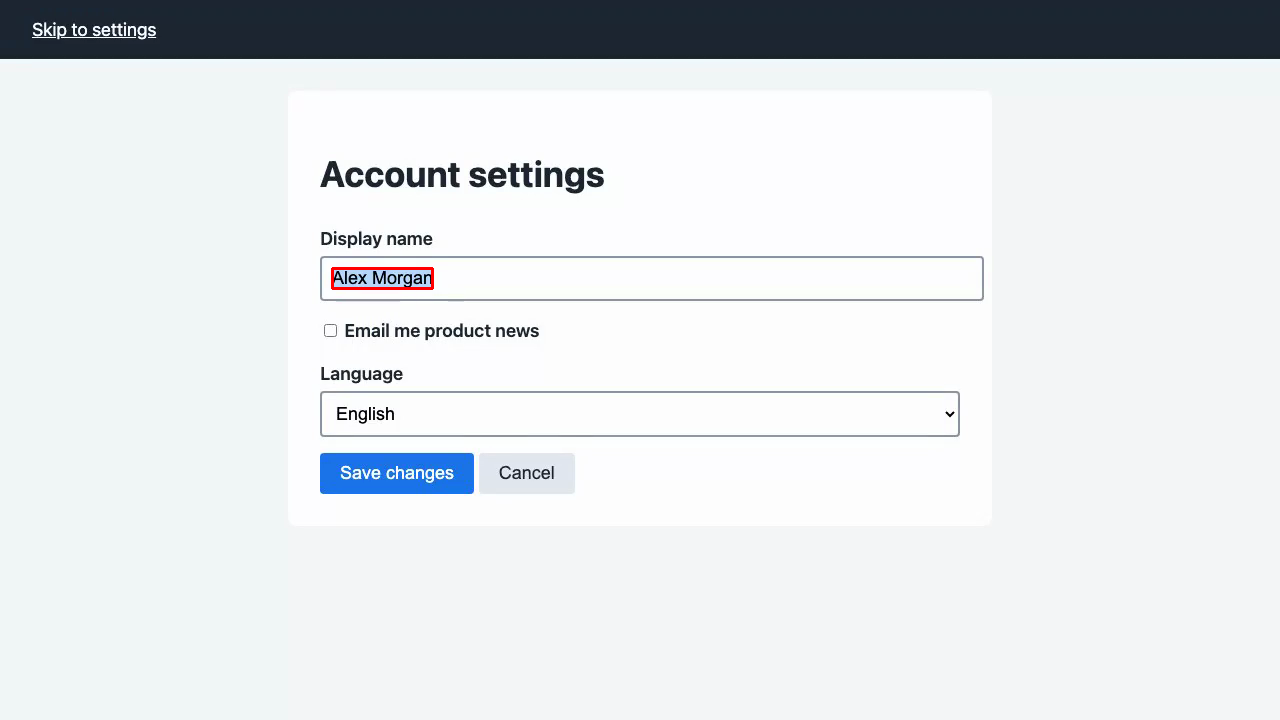 Skip to settings
Account settings
Display name
Alex Morgan
Email me product news
Language
English
Save changes Cancel